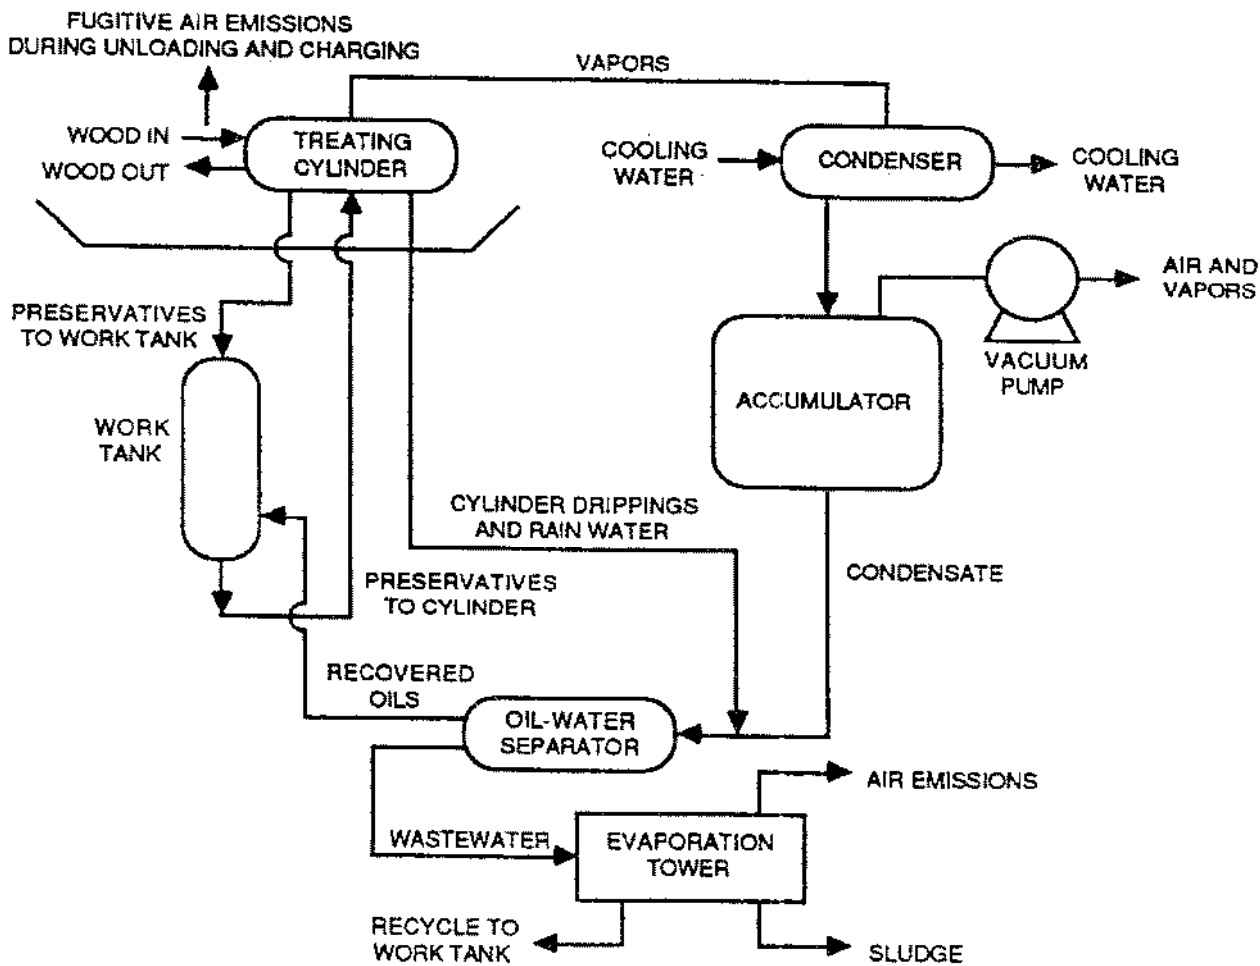 FUGITIVE AIR EMISSIONS
DURING UNLOADING AND CHARGING
VAPORS
WOOD IN
WOOD OUT
TREATING
CYLINDER
COOLING
WATER
CONDENSER
COOLING
WATER
AIR AND
VAPORS
VACUUM
PUMP
PRESERVATIVES
TO WORK TANK
WORK
TANK
ACCUMULATOR
CYLINDER DRIPPINGS
AND RAIN WATER
CONDENSATE
PRESERVATIVES
TO CYLINDER
RECOVERED
OILS
OIL-WATER
SEPARATOR
AIR EMISSIONS
WASTEWATER
EVAPORATION
TOWER
RECYCLE TO
WORK TANK
SLUDGE